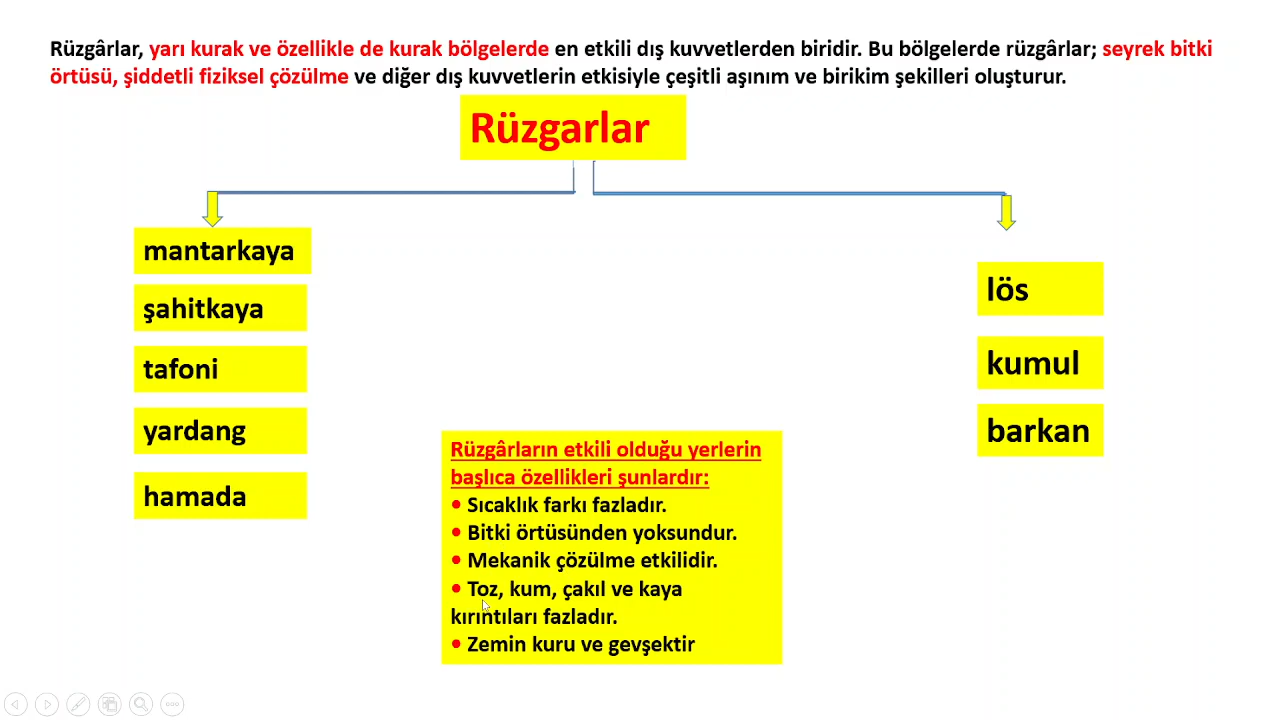 Rüzgârlar, yarı kurak ve özellikle de kurak bölgelerde en etkili dış kuvvetlerden biridir. Bu bölgelerde rüzgârlar; seyrek bitki
örtüsü, şiddetli fiziksel çözülme ve diğer dış kuvvetlerin etkisiyle çeşitli aşınım ve birikim şekilleri oluşturur.
Rüzgarlar
mantarkaya
şahitkaya
tafoni
yardang
hamada
lös
kumul
barkan
Rüzgârların etkili olduğu yerlerin
başlıca özellikleri şunlardır:
• Sıcaklık farkı fazladır.
• Bitki örtüsünden yoksundur.
• Mekanik çözülme etkilidir.
• Toz, kum, çakıl ve kaya
kırıntıları fazladır.
• Zemin kuru ve gevşektir